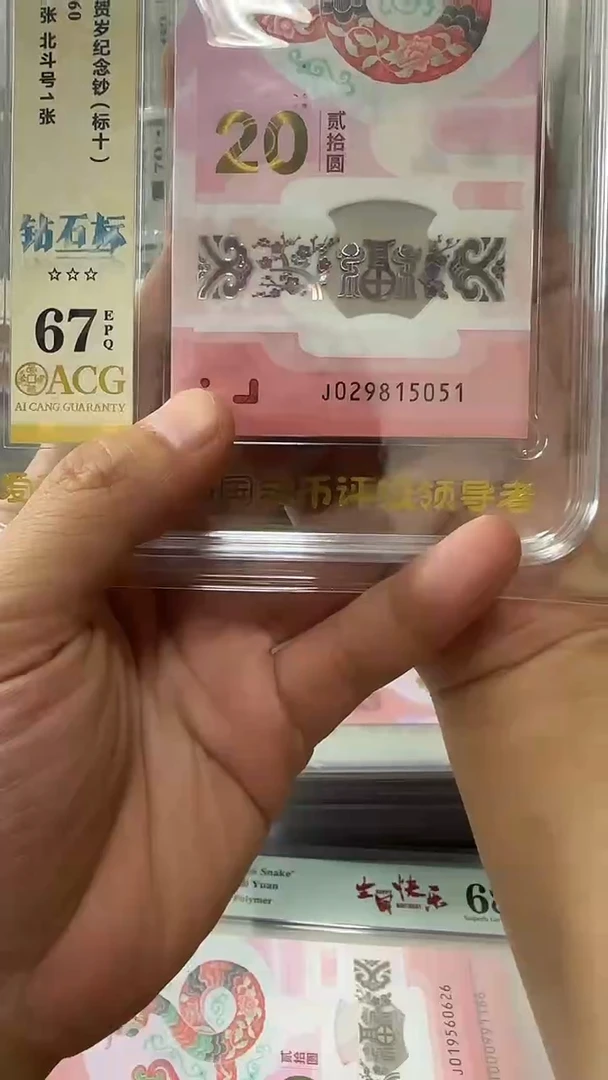 贺岁纪念钞(标十)
60
张 北斗号1张
钻石标
☆☆☆
67 EPQ
ACG
AI CANG GUARANTY
20
贰拾圆
J029815051
币评级领导者
Snake"
Yuan
Polymer
生日快乐
6
贰拾圆
20
J019560626